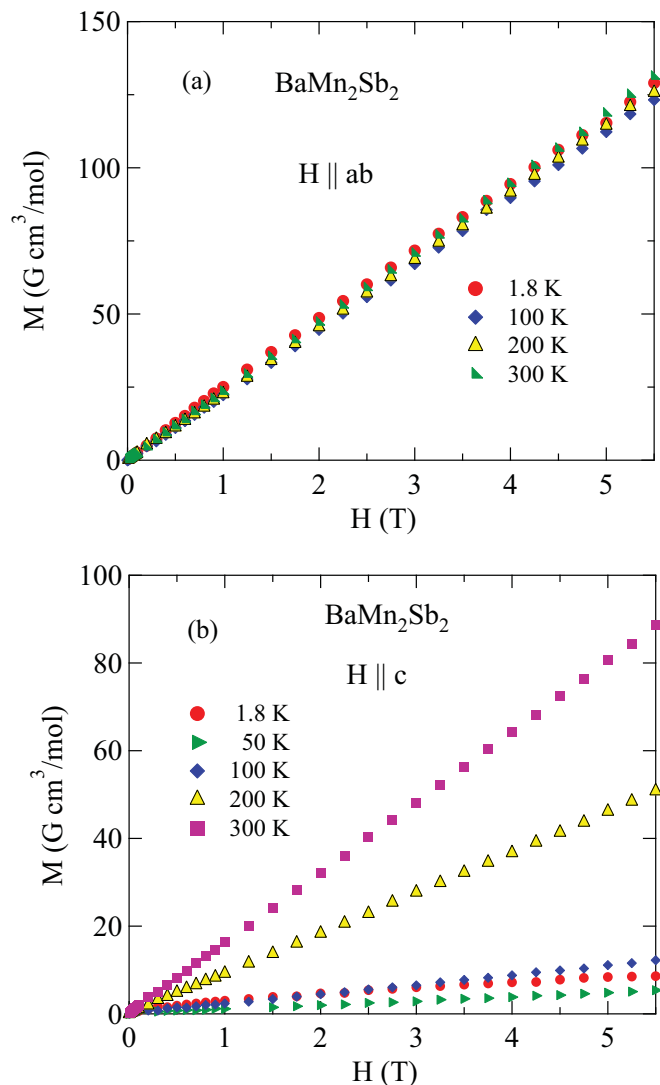 150
(a) BaMn₂Sb₂
H || ab
100
M (G cm³/mol)
1.8 K
50
100 K
200 K
300 K
0
0 1 2 3 4 5
H (T)
100
BaMn₂Sb₂
(b)
80
H || c
1.8 K
60
50 K
100 K
M (G cm³/mol)
200 K
40
300 K
20
0
0 1 2 3 4 5
H (T)